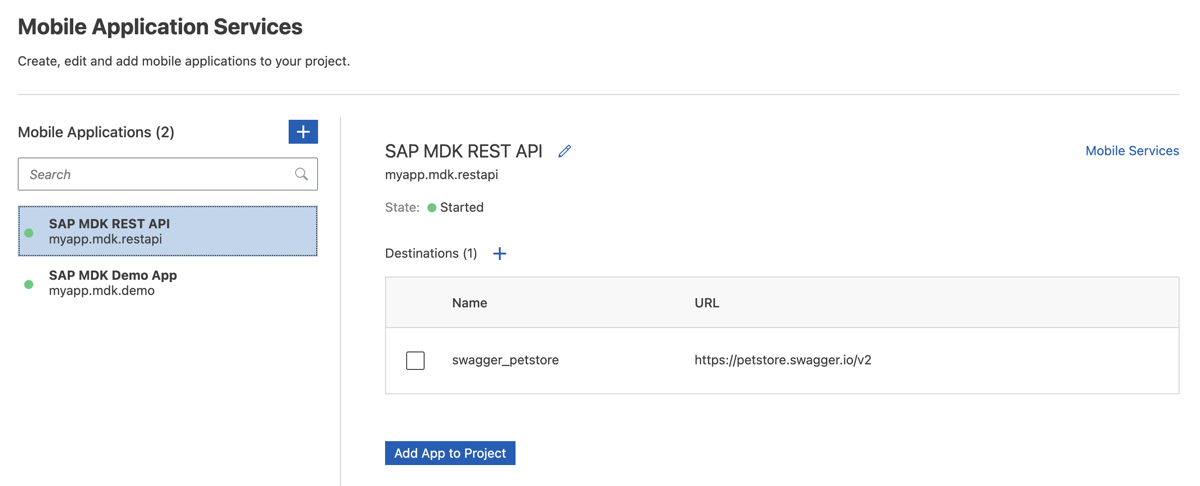 Mobile Application Services
Create, edit and add mobile applications to your project.
Mobile Applications (2)
Search
SAP MDK REST API
myapp.mdk.restapi
SAP MDK Demo App
myapp.mdk.demo
SAP MDK REST API
Mobile Services
myapp.mdk.restapi
State: Started
Destinations (1)
Name URL
swagger_petstore https://petstore.swagger.io/v2
Add App to Project